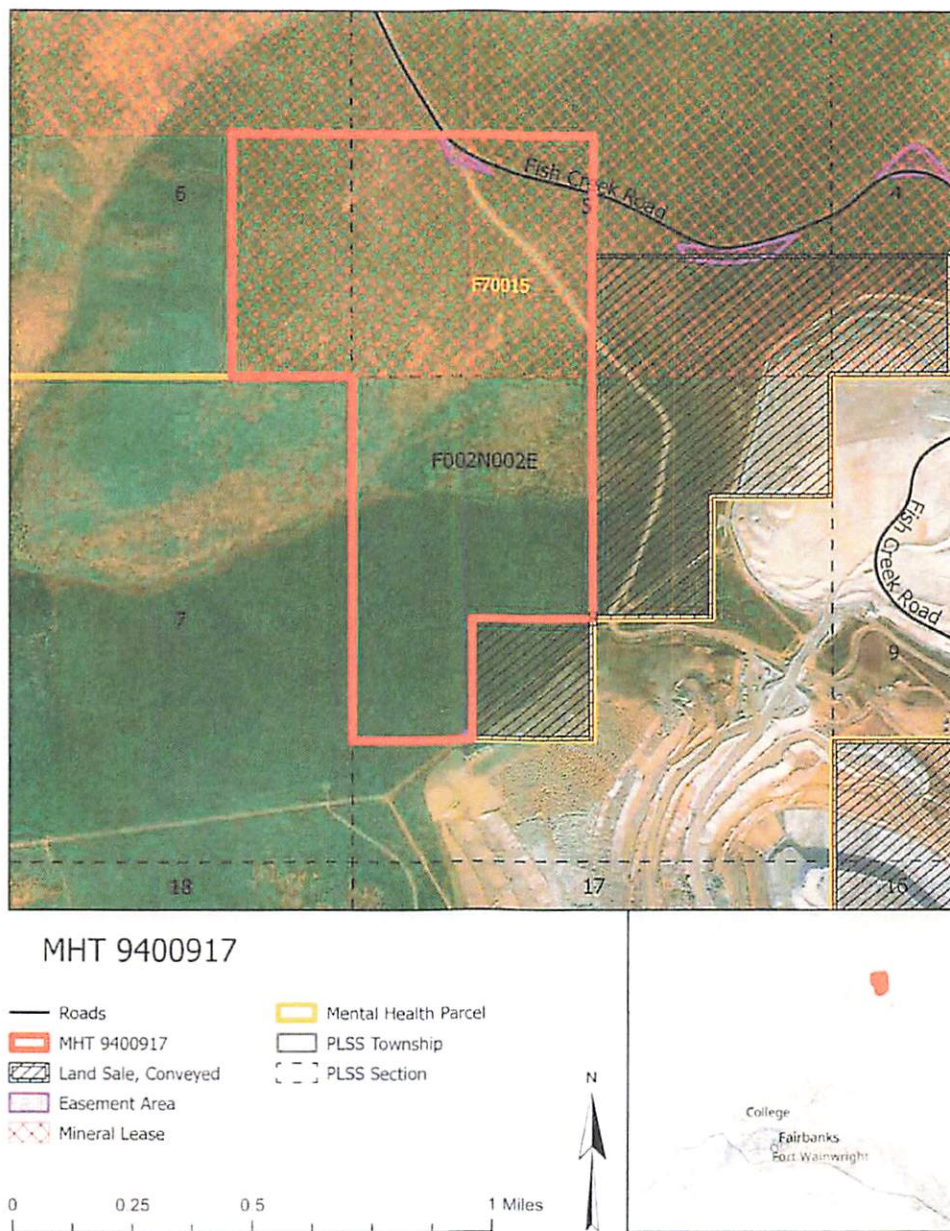 6
Fish Creek Road
5
4
F70015
F002N002E
Fish Creek Road
7
9
18
17
16
MHT 9400917
Roads
MHT 9400917
Land Sale, Conveyed
Easement Area
Mineral Lease
Mental Health Parcel
PLSS Township
PLSS Section
N
College
Fairbanks
Fort Wainwright
0 0.25 0.5 1 Miles